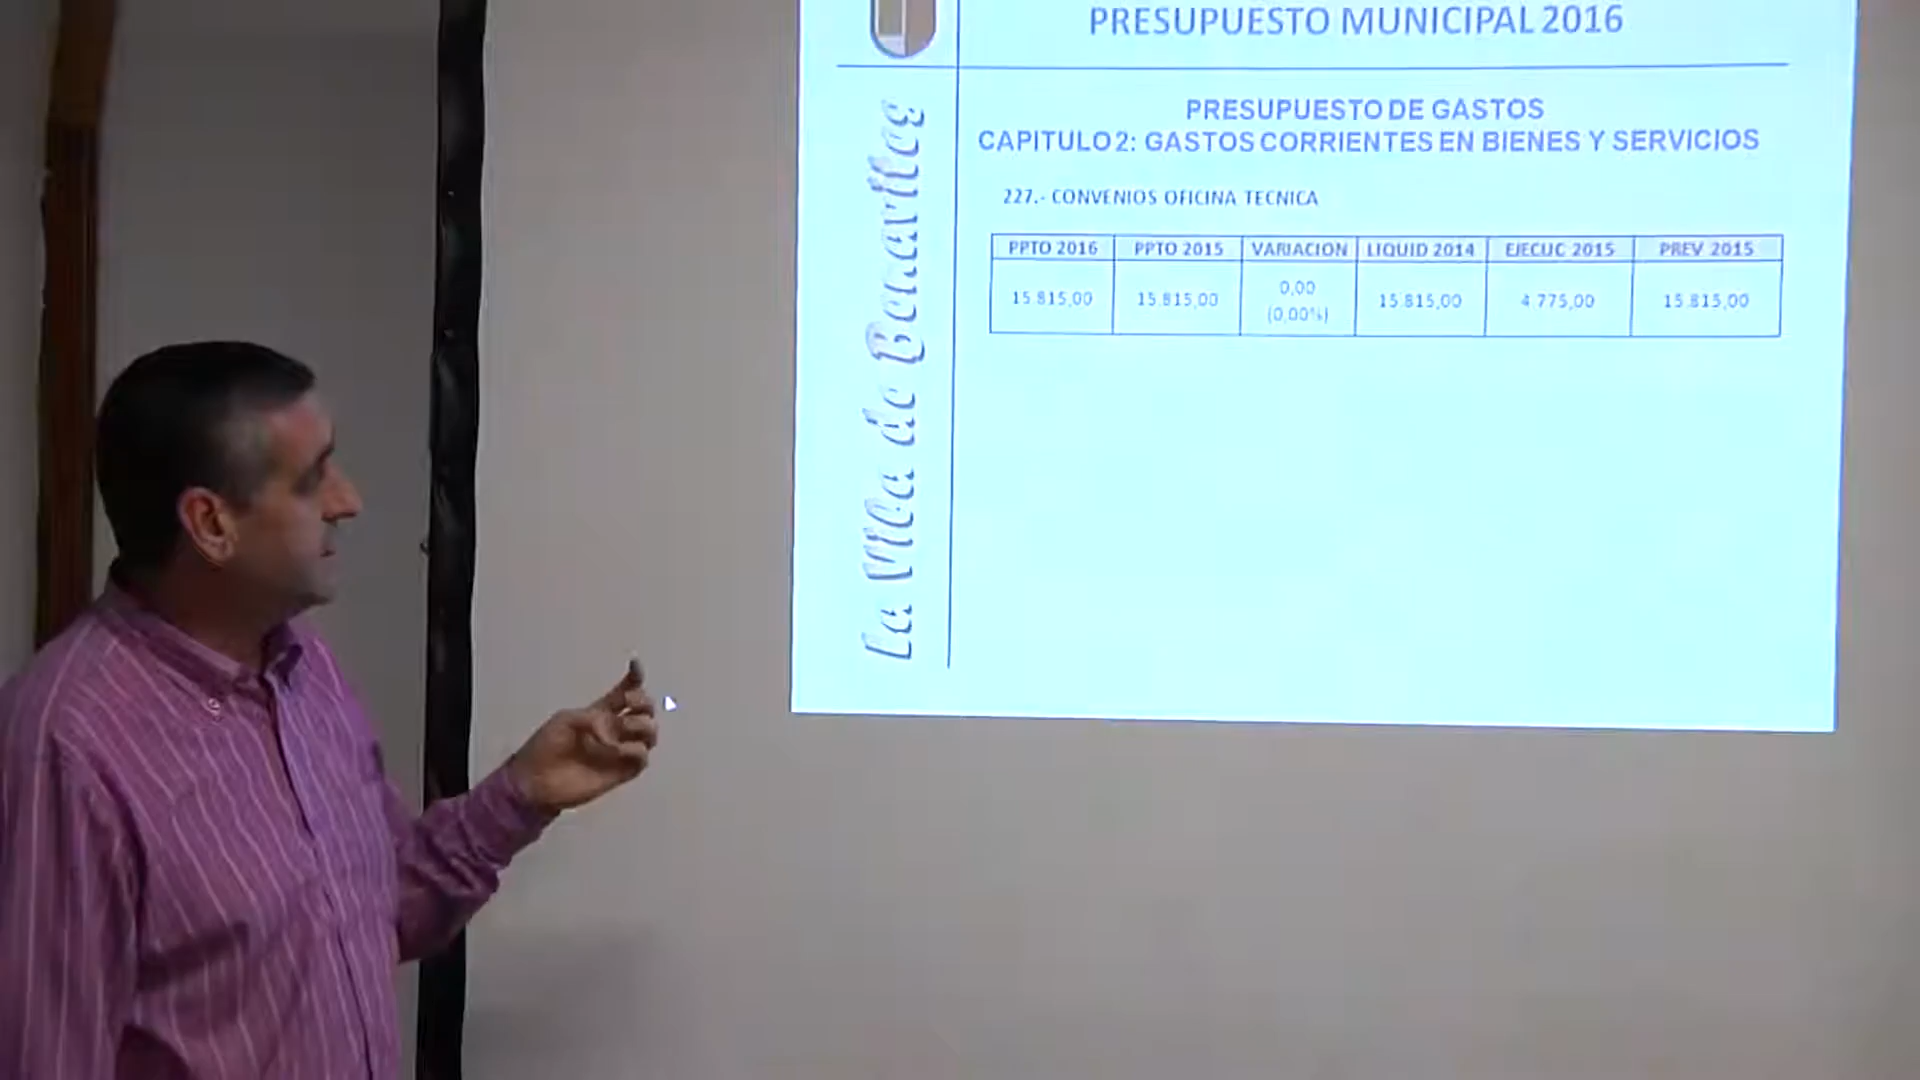 PRESUPUESTO MUNICIPAL 2016
PRESUPUESTO DE GASTOS
CAPITULO 2: GASTOS CORRIENTES EN BIENES Y SERVICIOS
227.- CONVENIOS OFICINA TECNICA
PPTO 2016 PPTO 2015 VARIACION LIQUID 2014 EJECUC 2015 PREV 2015
15.815,00 15.815,00 0,00 (0,00%) 15.815,00 4.775,00 15.815,00
La Villa de Benavites